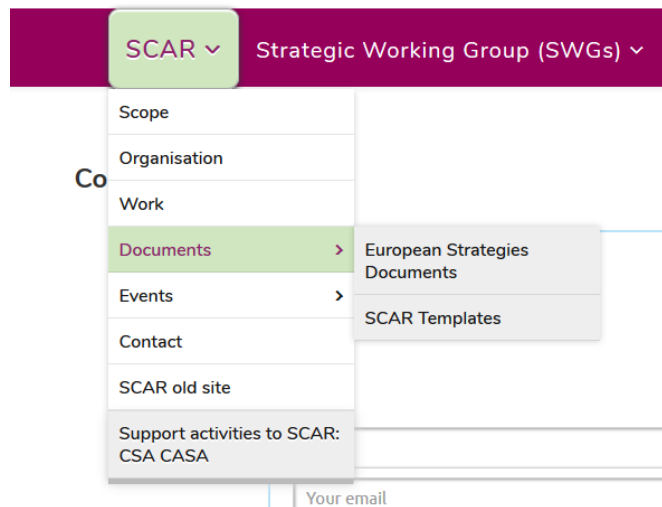 SCAR
Strategic Working Group (SWGs)
Scope
Organisation
Co
Work
Documents
European Strategies
Documents
Events
SCAR Templates
Contact
SCAR old site
Support activities to SCAR:
CSA CASA
Your email